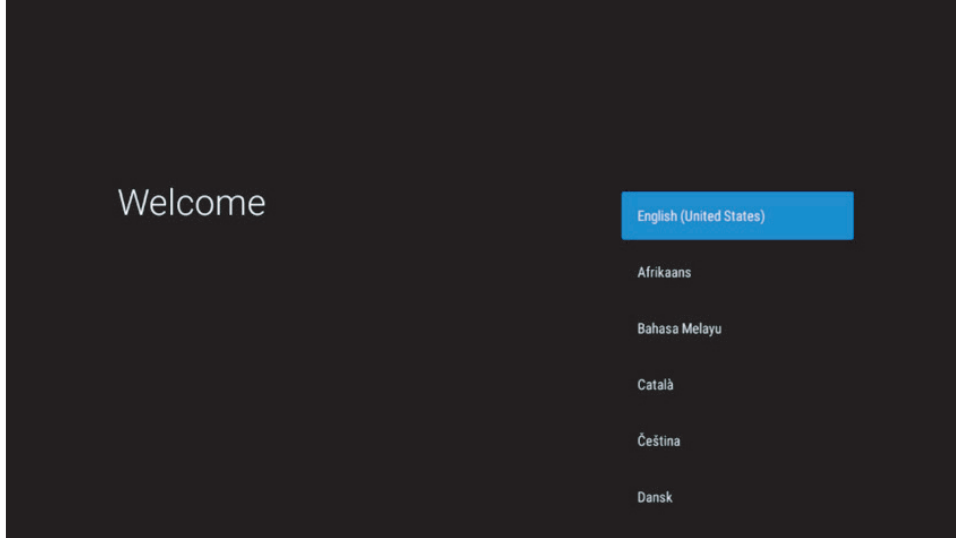 Welcome
English (United States)
Afrikaans
Bahasa Melayu
Català
Čeština
Dansk